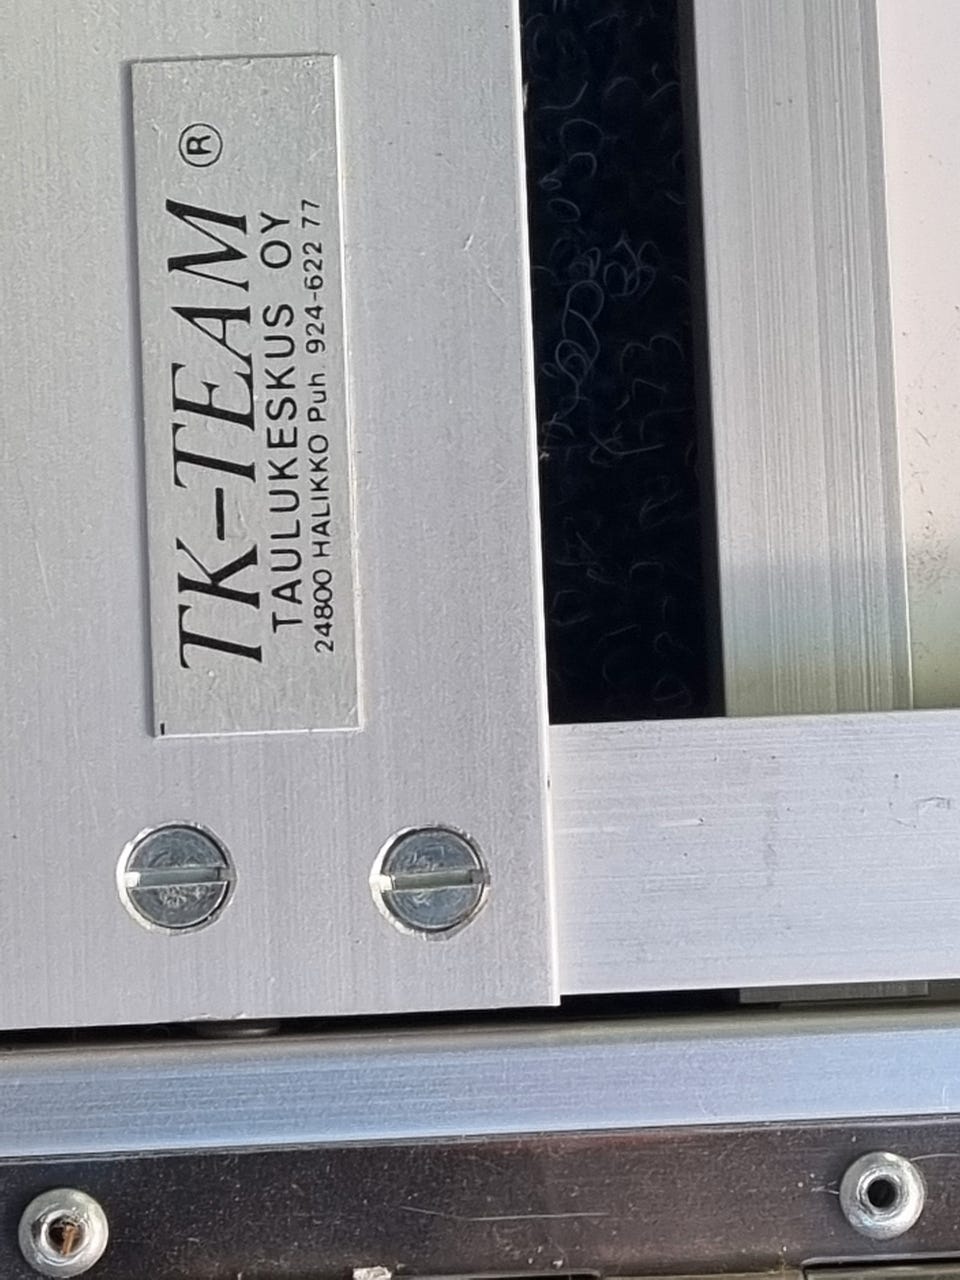 TK-TEAM ®
TAULUKESKUS OY
24800 HALIKKO Puh. 924-622 77